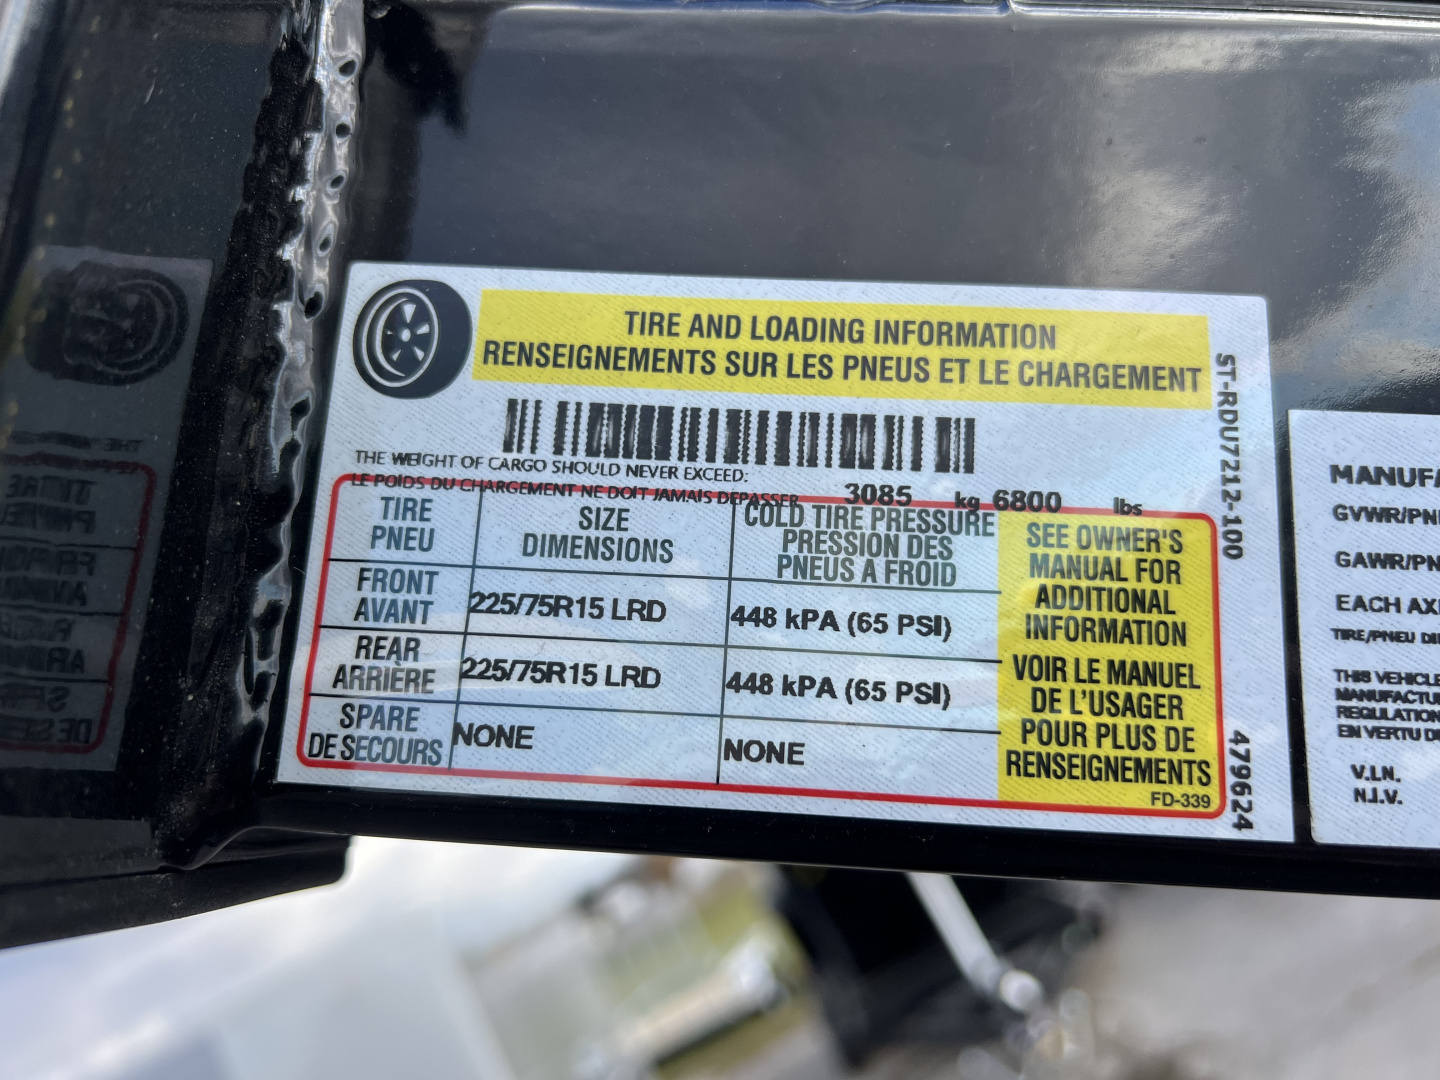 TIRE AND LOADING INFORMATION
RENSEIGNEMENTS SUR LES PNEUS ET LE CHARGEMENT
THE WEIGHT OF CARGO SHOULD NEVER EXCEED:
LE POIDS DU CHARGEMENT NE DOIT JAMAIS DEPASSER 3085 kg 6800 lbs
TIRE
PNEU
SIZE
DIMENSIONS
COLD TIRE PRESSURE
PRESSION DES
PNEUS A FROID
FRONT
AVANT
225/75R15 LRD
448 kPA (65 PSI)
REAR
ARRIÈRE
225/75R15 LRD
448 kPA (65 PSI)
SPARE
DE SECOURS
NONE
NONE
SEE OWNER'S
MANUAL FOR
ADDITIONAL
INFORMATION
VOIR LE MANUEL
DE L'USAGER
POUR PLUS DE
RENSEIGNEMENTS
FD-339
ST-RDU7212-100
479624
MANUFA
GVWR/PN
GAWR/PN
EACH AX
TIRE/PNEU DI
THIS VEHICLE
MANUFACTU
REGULATION
EN VERTU D
V.I.N.
N.I.V.